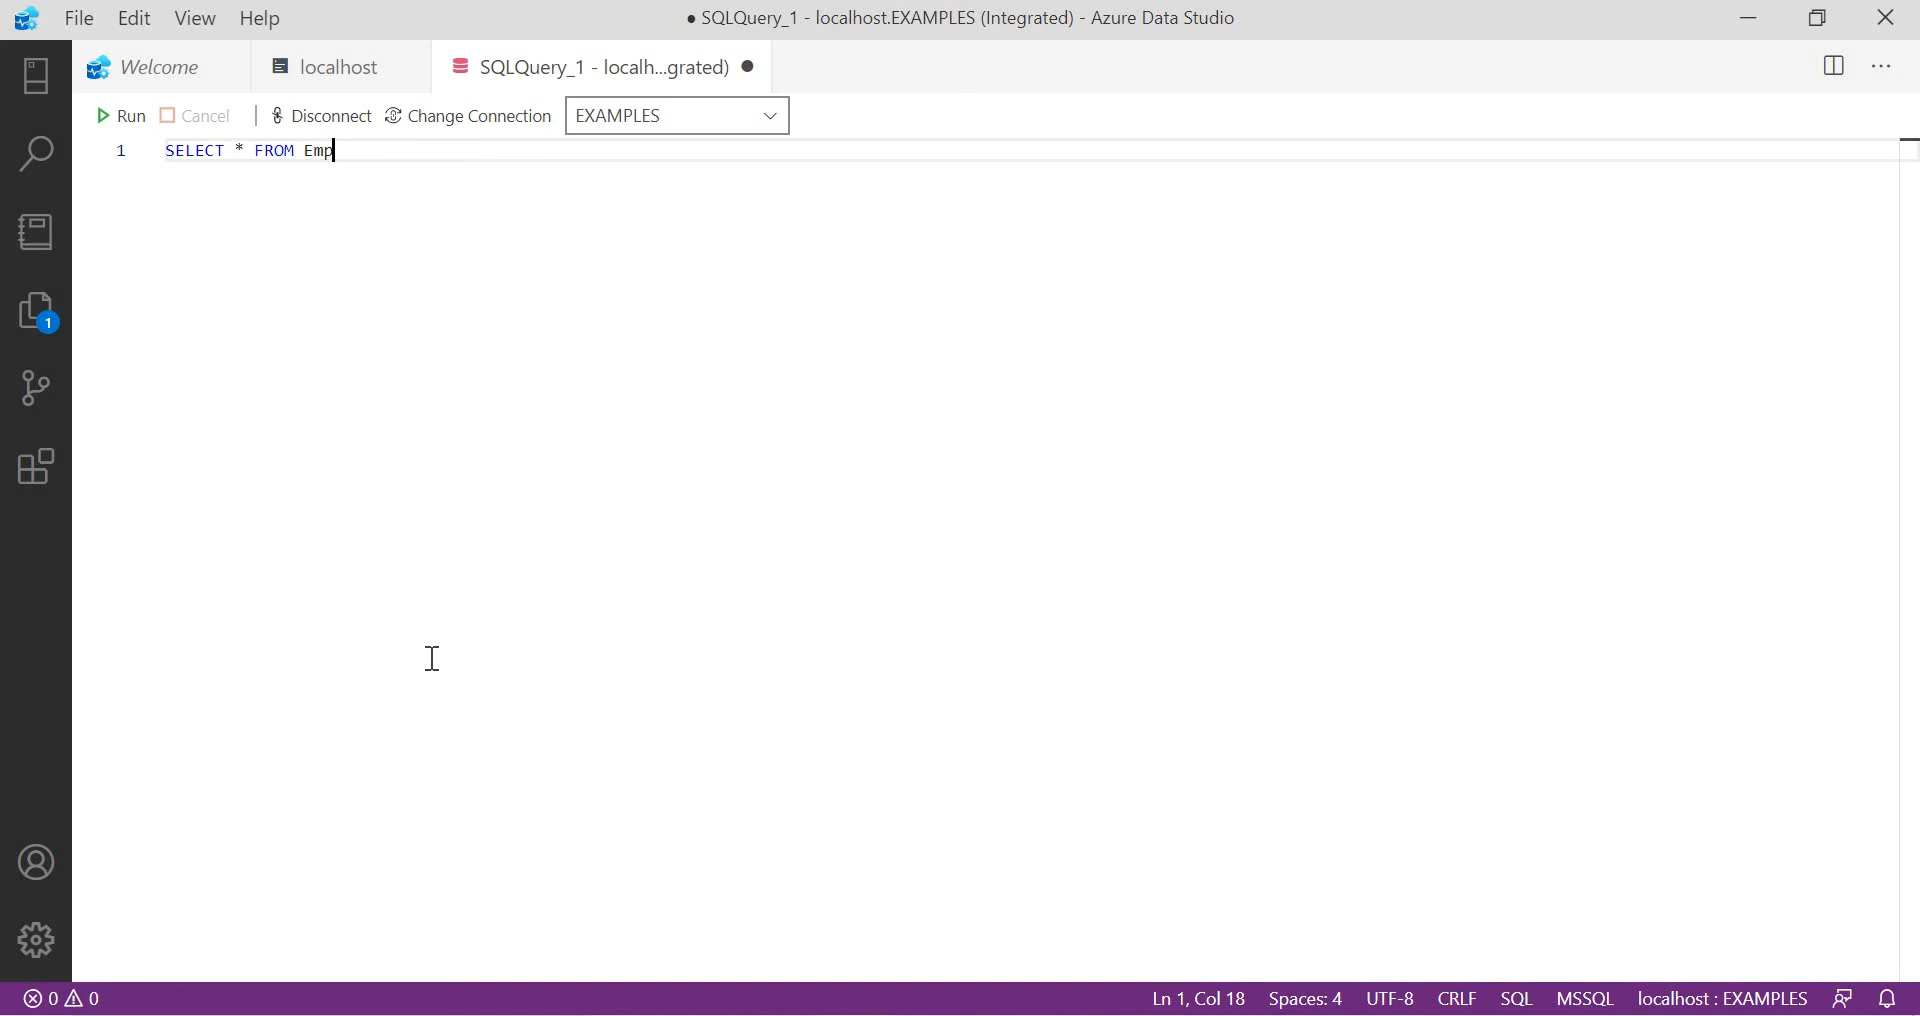 File Edit View Help
● SQLQuery_1 - localhost.EXAMPLES (Integrated) - Azure Data Studio
Welcome
localhost
SQLQuery_1 - localh...grated) ●
Run
Cancel
Disconnect
Change Connection
EXAMPLES
1 SELECT * FROM Emp
1
0 0
Ln 1, Col 18
Spaces: 4
UTF-8
CRLF
SQL
MSSQL
localhost : EXAMPLES